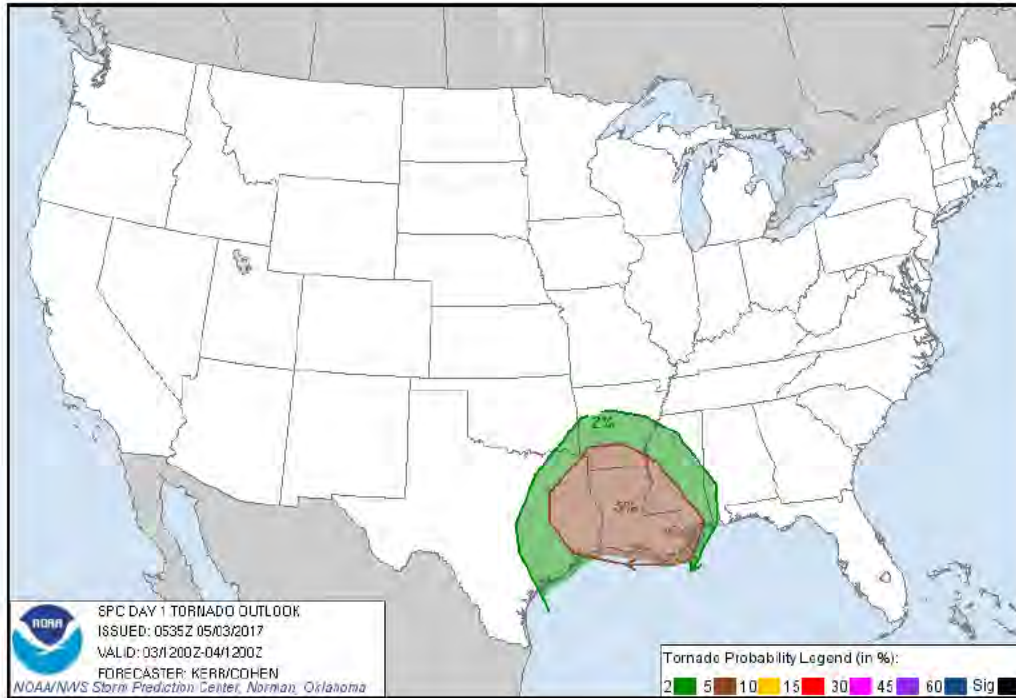 2%
5%
NOAA
SPC DAY 1 TORNADO OUTLOOK
ISSUED: 0535Z 05/03/2017
VALID: 03/1200Z-04/1200Z
FORECASTER: KERR/COHEN
NOAA/NWS Storm Prediction Center, Norman, Oklahoma
Tornado Probability Legend (in %):
2 5 10 15 30 45 60 Sig